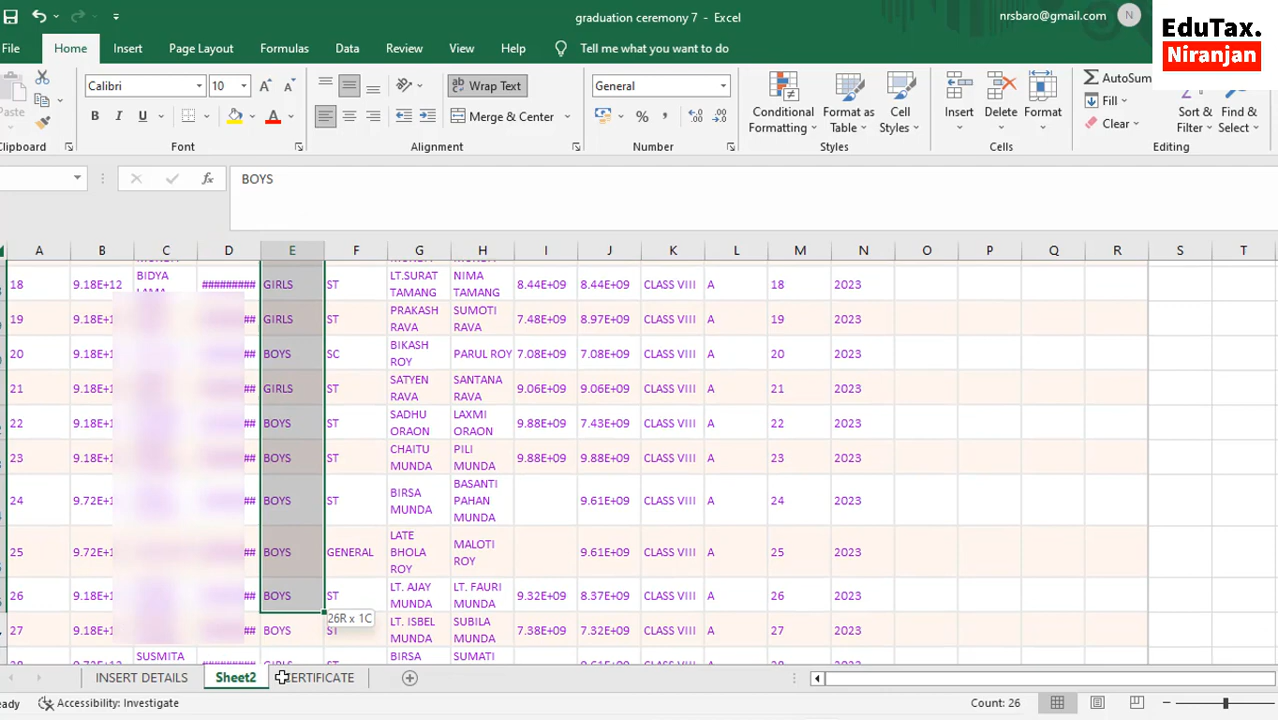 graduation ceremony 7 - Excel
nrsbaro@gmail.com
N
EduTax.
Niranjan
File Home Insert Page Layout Formulas Data Review View Help Tell me what you want to do
Calibri 10
Wrap Text
General
Conditional Formatting
Format as Table
Cell Styles
Insert Delete Format
AutoSum
Fill
Clear
Sort & Filter
Find & Select
Paste
B I U
Merge & Center
Clipboard Font Alignment Number Styles Cells Editing
fx BOYS
A B C D E F G H I J K L M N O P Q R S T
18 9.18E+12 BIDYA ######### GIRLS ST LT.SURAT TAMANG NIMA TAMANG 8.44E+09 8.44E+09 CLASS VIII A 18 2023
19 9.18E+1 ## GIRLS ST PRAKASH RAVA SUMOTI RAVA 7.48E+09 8.97E+09 CLASS VIII A 19 2023
20 9.18E+1 ## BOYS SC BIKASH ROY PARUL ROY 7.08E+09 7.08E+09 CLASS VIII A 20 2023
21 9.18E+1 ## GIRLS ST SATYEN RAVA SANTANA RAVA 9.06E+09 9.06E+09 CLASS VIII A 21 2023
22 9.18E+1 ## BOYS ST SADHU ORAON LAXMI ORAON 9.88E+09 7.43E+09 CLASS VIII A 22 2023
23 9.18E+1 ## BOYS ST CHAITU MUNDA PILI MUNDA 9.88E+09 9.88E+09 CLASS VIII A 23 2023
24 9.72E+1 ## BOYS ST BIRSA MUNDA BASANTI PAHAN MUNDA 9.61E+09 CLASS VIII A 24 2023
25 9.72E+1 ## BOYS GENERAL LATE BHOLA ROY MALOTI ROY 9.61E+09 CLASS VIII A 25 2023
26 9.18E+1 ## BOYS ST LT. AJAY MUNDA LT. FAURI MUNDA 9.32E+09 8.37E+09 CLASS VIII A 26 2023
26R x 1C
27 9.18E+1 ## BOYS ST LT. ISBEL MUNDA SUBILA MUNDA 7.38E+09 7.32E+09 CLASS VIII A 27 2023
SUSMITA BIRSA SUMATI
INSERT DETAILS Sheet2 CERTIFICATE
Accessibility: Investigate
Count: 26